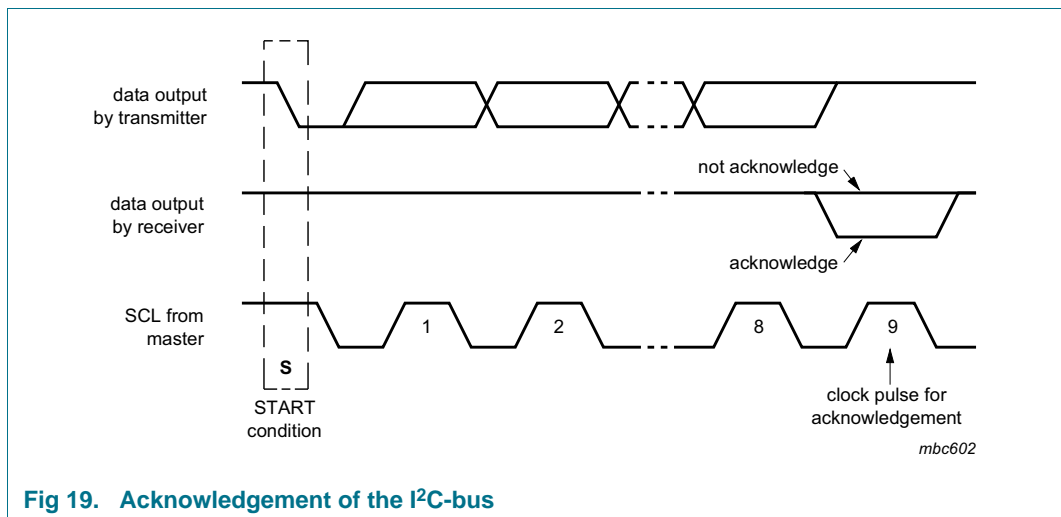 data output
by transmitter
not acknowledge
data output
by receiver
acknowledge
SCL from
master
1
2
8
9
S
START
condition
clock pulse for
acknowledgement
mbc602
Fig 19. Acknowledgement of the I²C-bus